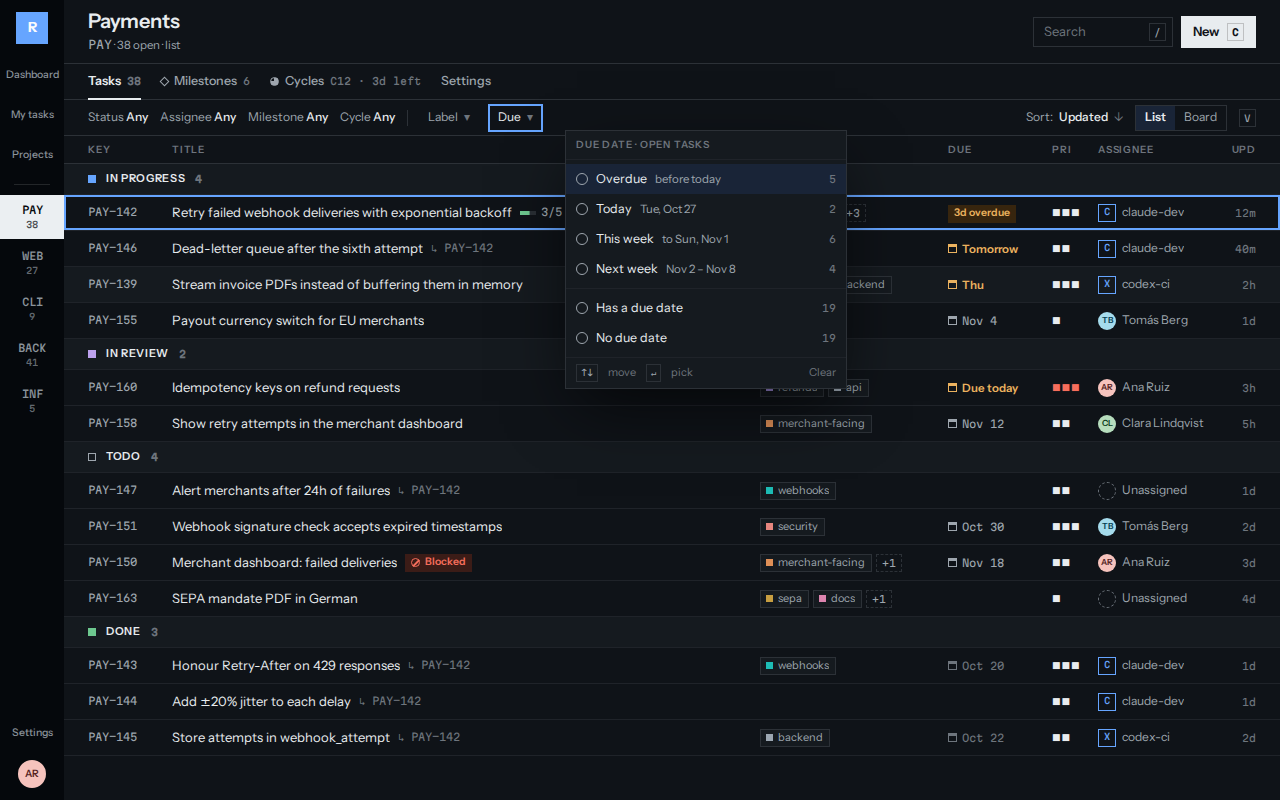 R
Payments
PAY·38 open·list
Search /
New C
Dashboard
My tasks
Projects
PAY
38
WEB
27
CLI
9
BACK
41
INF
5
Settings
AR
Tasks 38
Milestones 6
Cycles C12 · 3d left
Settings
Status Any
Assignee Any
Milestone Any
Cycle Any
Label ▾
Due ▾
Sort: Updated ↓
List
Board
V
KEY TITLE DUE PRI ASSIGNEE UPD
DUE DATE · OPEN TASKS
Overdue before today 5
Today Tue, Oct 27 2
This week to Sun, Nov 1 6
Next week Nov 2 – Nov 8 4
Has a due date 19
No due date 19
↑↓ move ↵ pick Clear
IN PROGRESS 4
PAY-142 Retry failed webhook deliveries with exponential backoff 3/5 +3 3d overdue C claude-dev 12m
PAY-146 Dead-letter queue after the sixth attempt ↳ PAY-142 Tomorrow C claude-dev 40m
PAY-139 Stream invoice PDFs instead of buffering them in memory ackend Thu X codex-ci 2h
PAY-155 Payout currency switch for EU merchants Nov 4 TB Tomás Berg 1d
IN REVIEW 2
PAY-160 Idempotency keys on refund requests refunds api Due today AR Ana Ruiz 3h
PAY-158 Show retry attempts in the merchant dashboard merchant-facing Nov 12 CL Clara Lindqvist 5h
TODO 4
PAY-147 Alert merchants after 24h of failures ↳ PAY-142 webhooks Unassigned 1d
PAY-151 Webhook signature check accepts expired timestamps security Oct 30 TB Tomás Berg 2d
PAY-150 Merchant dashboard: failed deliveries Blocked merchant-facing +1 Nov 18 AR Ana Ruiz 3d
PAY-163 SEPA mandate PDF in German sepa docs +1 Unassigned 4d
DONE 3
PAY-143 Honour Retry-After on 429 responses ↳ PAY-142 webhooks Oct 20 C claude-dev 1d
PAY-144 Add ±20% jitter to each delay ↳ PAY-142 C claude-dev 1d
PAY-145 Store attempts in webhook_attempt ↳ PAY-142 backend Oct 22 X codex-ci 2d